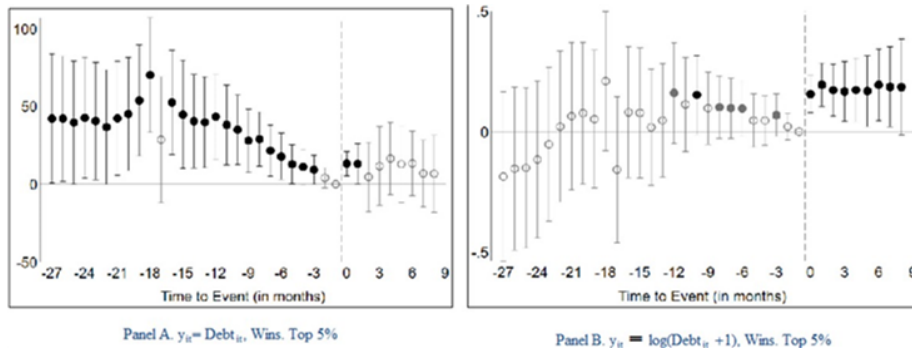 100
50
0
-50
-27 -24 -21 -18 -15 -12 -9 -6 -3 0 3 6 9
Time to Event (in months)
Panel A. yit= Debtit, Wins. Top 5%
.5
0
-.5
-27 -24 -21 -18 -15 -12 -9 -6 -3 0 3 6 9
Time to Event (in months)
Panel B. yit = log(Debtit +1), Wins. Top 5%